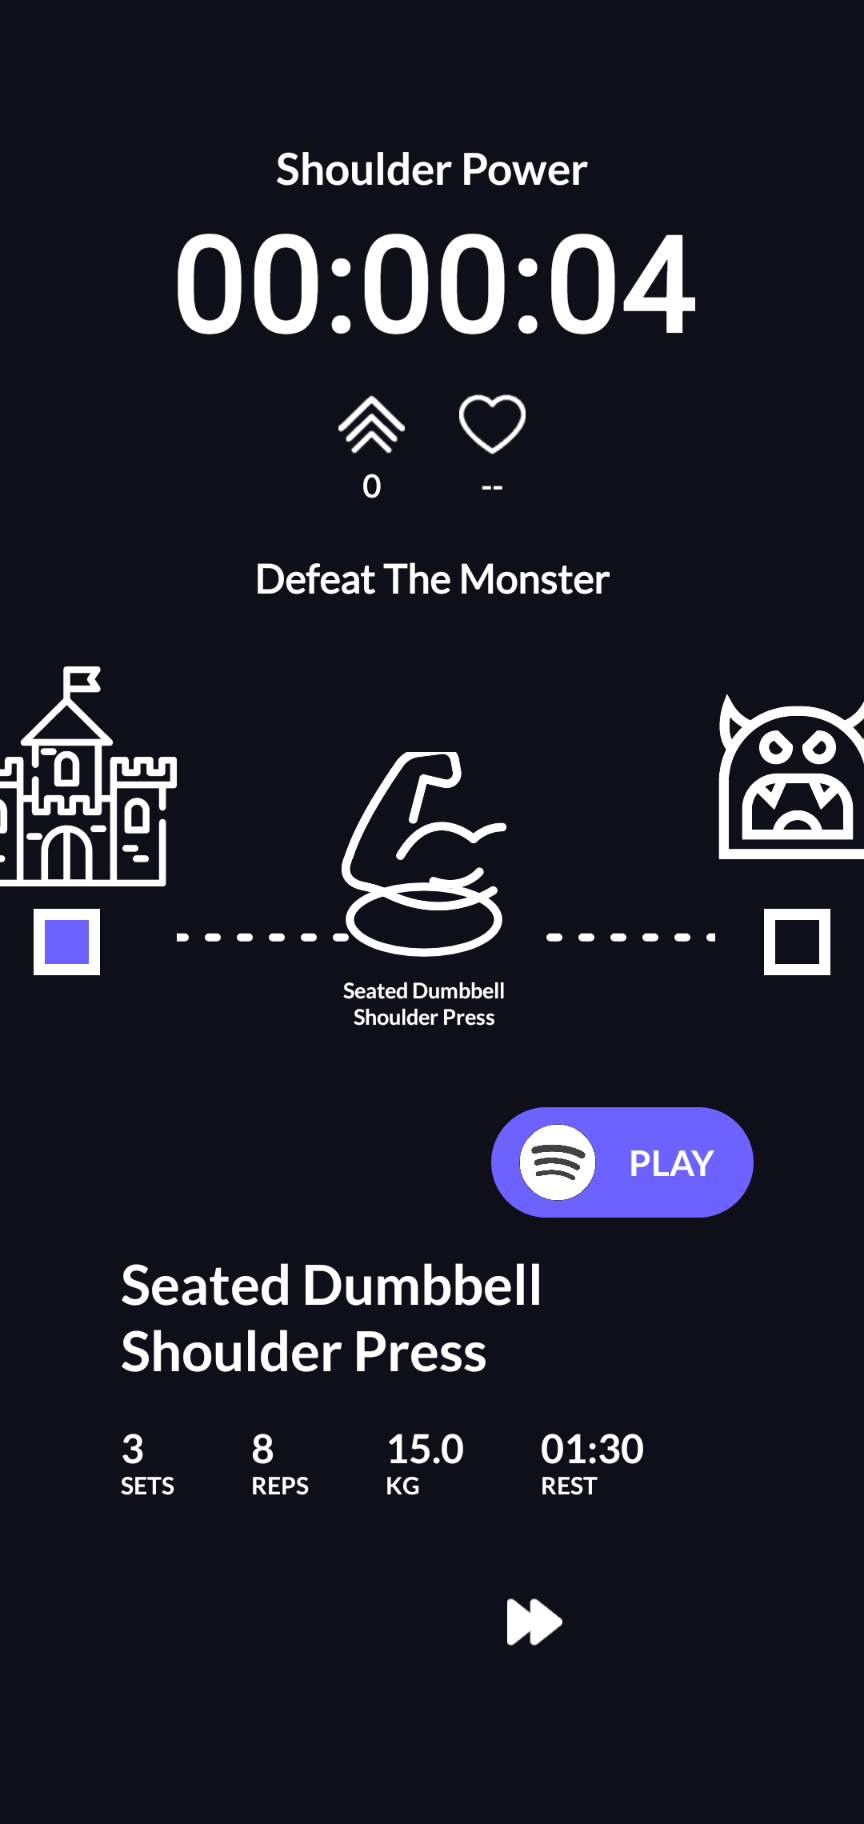 Shoulder Power
00:00:04
0
--
Defeat The Monster
Seated Dumbbell
Shoulder Press
PLAY
Seated Dumbbell
Shoulder Press
3 8 15.0 01:30
SETS REPS KG REST